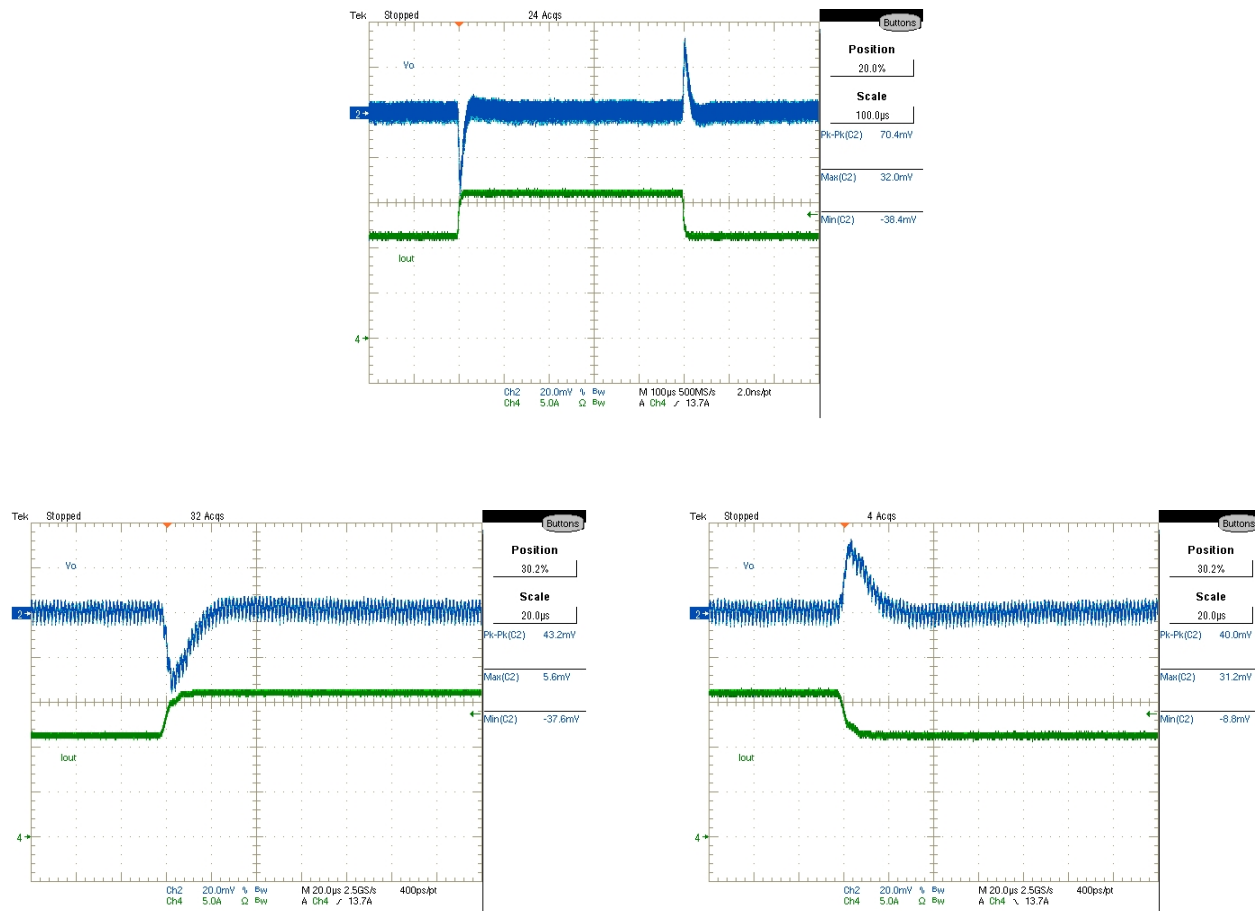 Tek Stopped 24 Acqs
Buttons
Position
20.0%
Scale
100.0µs
Pk-Pk(C2) 70.4mV
Max(C2) 32.0mV
Min(C2) -38.4mV
Vo
2
Iout
4
Ch2 20.0mV % Bw M 100µs 500MS/s 2.0ns/pt
Ch4 5.0A Ω Bw A Ch4 / 13.7A
Tek Stopped 32 Acqs
Buttons
Position
30.2%
Scale
20.0µs
Pk-Pk(C2) 43.2mV
Max(C2) 5.6mV
Min(C2) -37.6mV
Vo
2
Iout
4
Ch2 20.0mV % Bw M 20.0µs 2.5GS/s 400ps/pt
Ch4 5.0A Ω Bw A Ch4 / 13.7A
Tek Stopped 4 Acqs
Buttons
Position
30.2%
Scale
20.0µs
Pk-Pk(C2) 40.0mV
Max(C2) 31.2mV
Min(C2) -8.8mV
Vo
2
Iout
4
Ch2 20.0mV % Bw M 20.0µs 2.5GS/s 400ps/pt
Ch4 5.0A Ω Bw A Ch4 / 13.7A